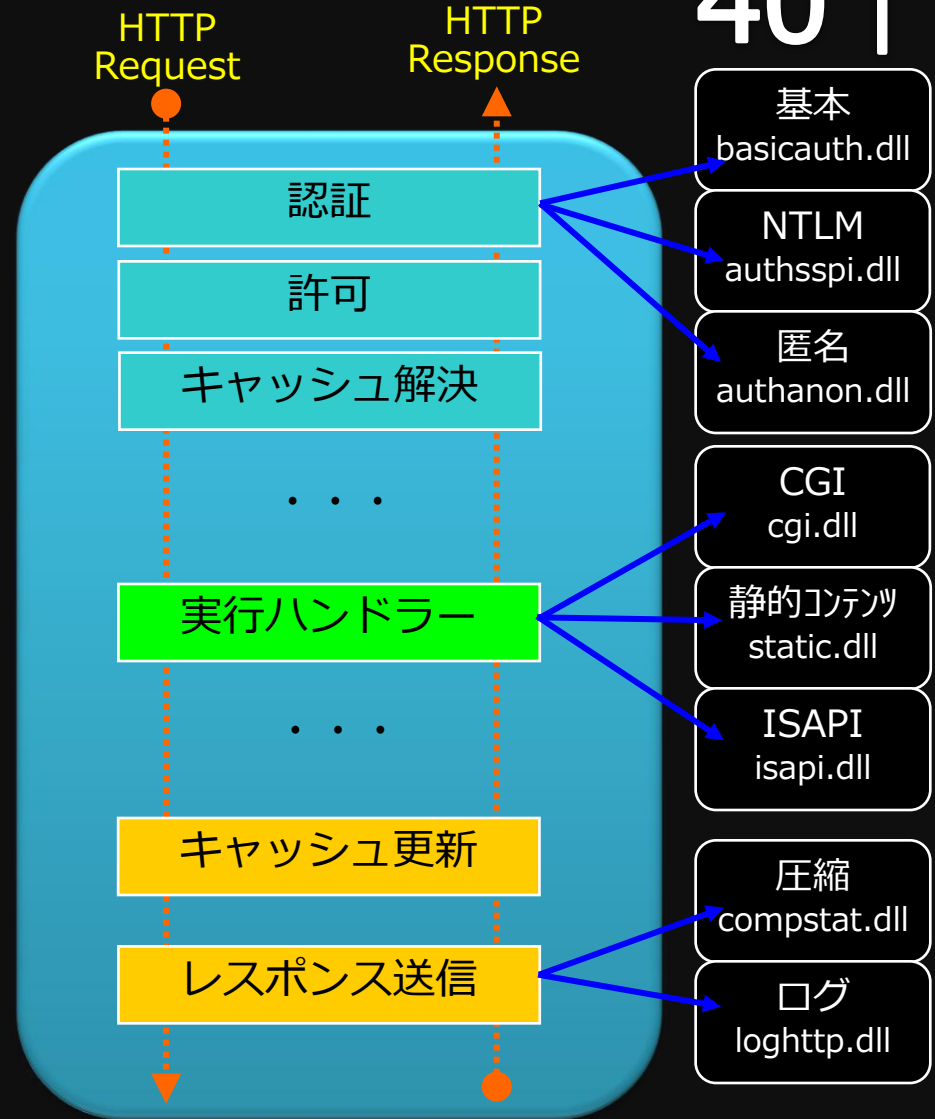 HTTP
Request
HTTP
Response
40
認証
許可
キャッシュ解決
・・・
実行ハンドラー
・・・
キャッシュ更新
レスポンス送信
基本
basicauth.dll
NTLM
authsspi.dll
匿名
authanon.dll
CGI
cgi.dll
静的ｺﾝﾃﾝﾂ
static.dll
ISAPI
isapi.dll
圧縮
compstat.dll
ログ
loghttp.dll